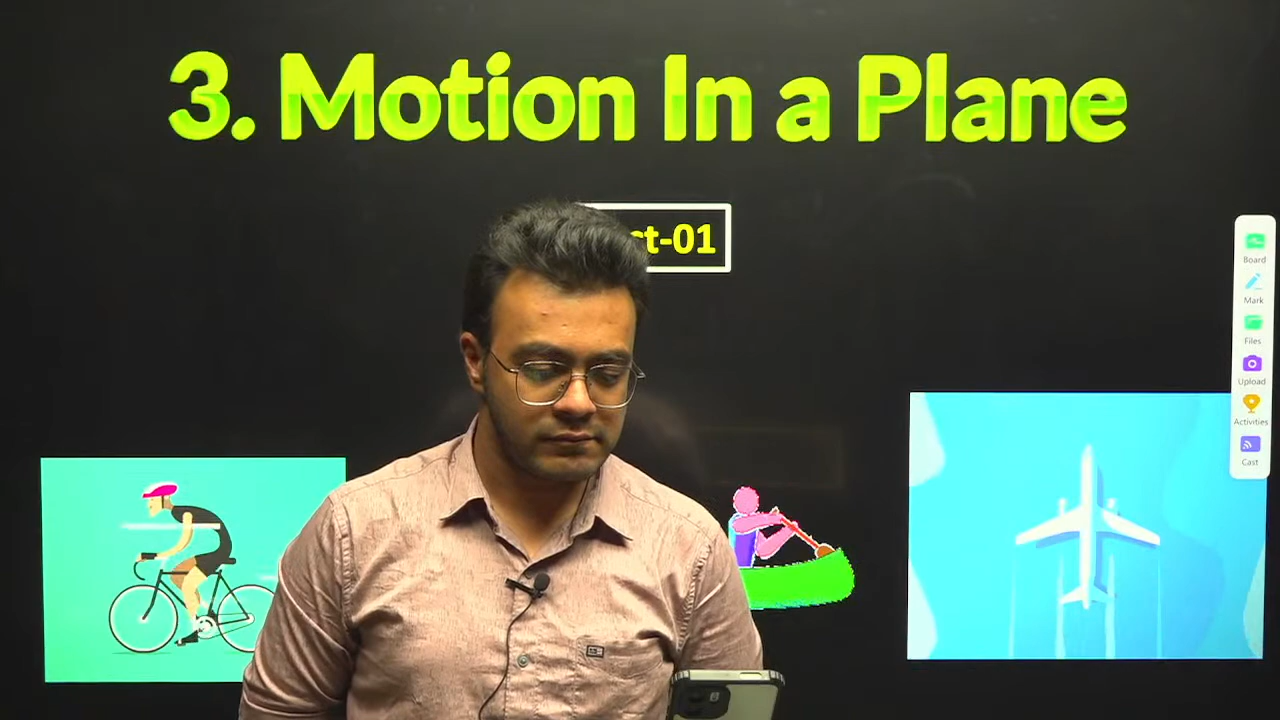 3. Motion In a Plane
ct-01
Board
Mark
Files
Upload
Activities
Cast